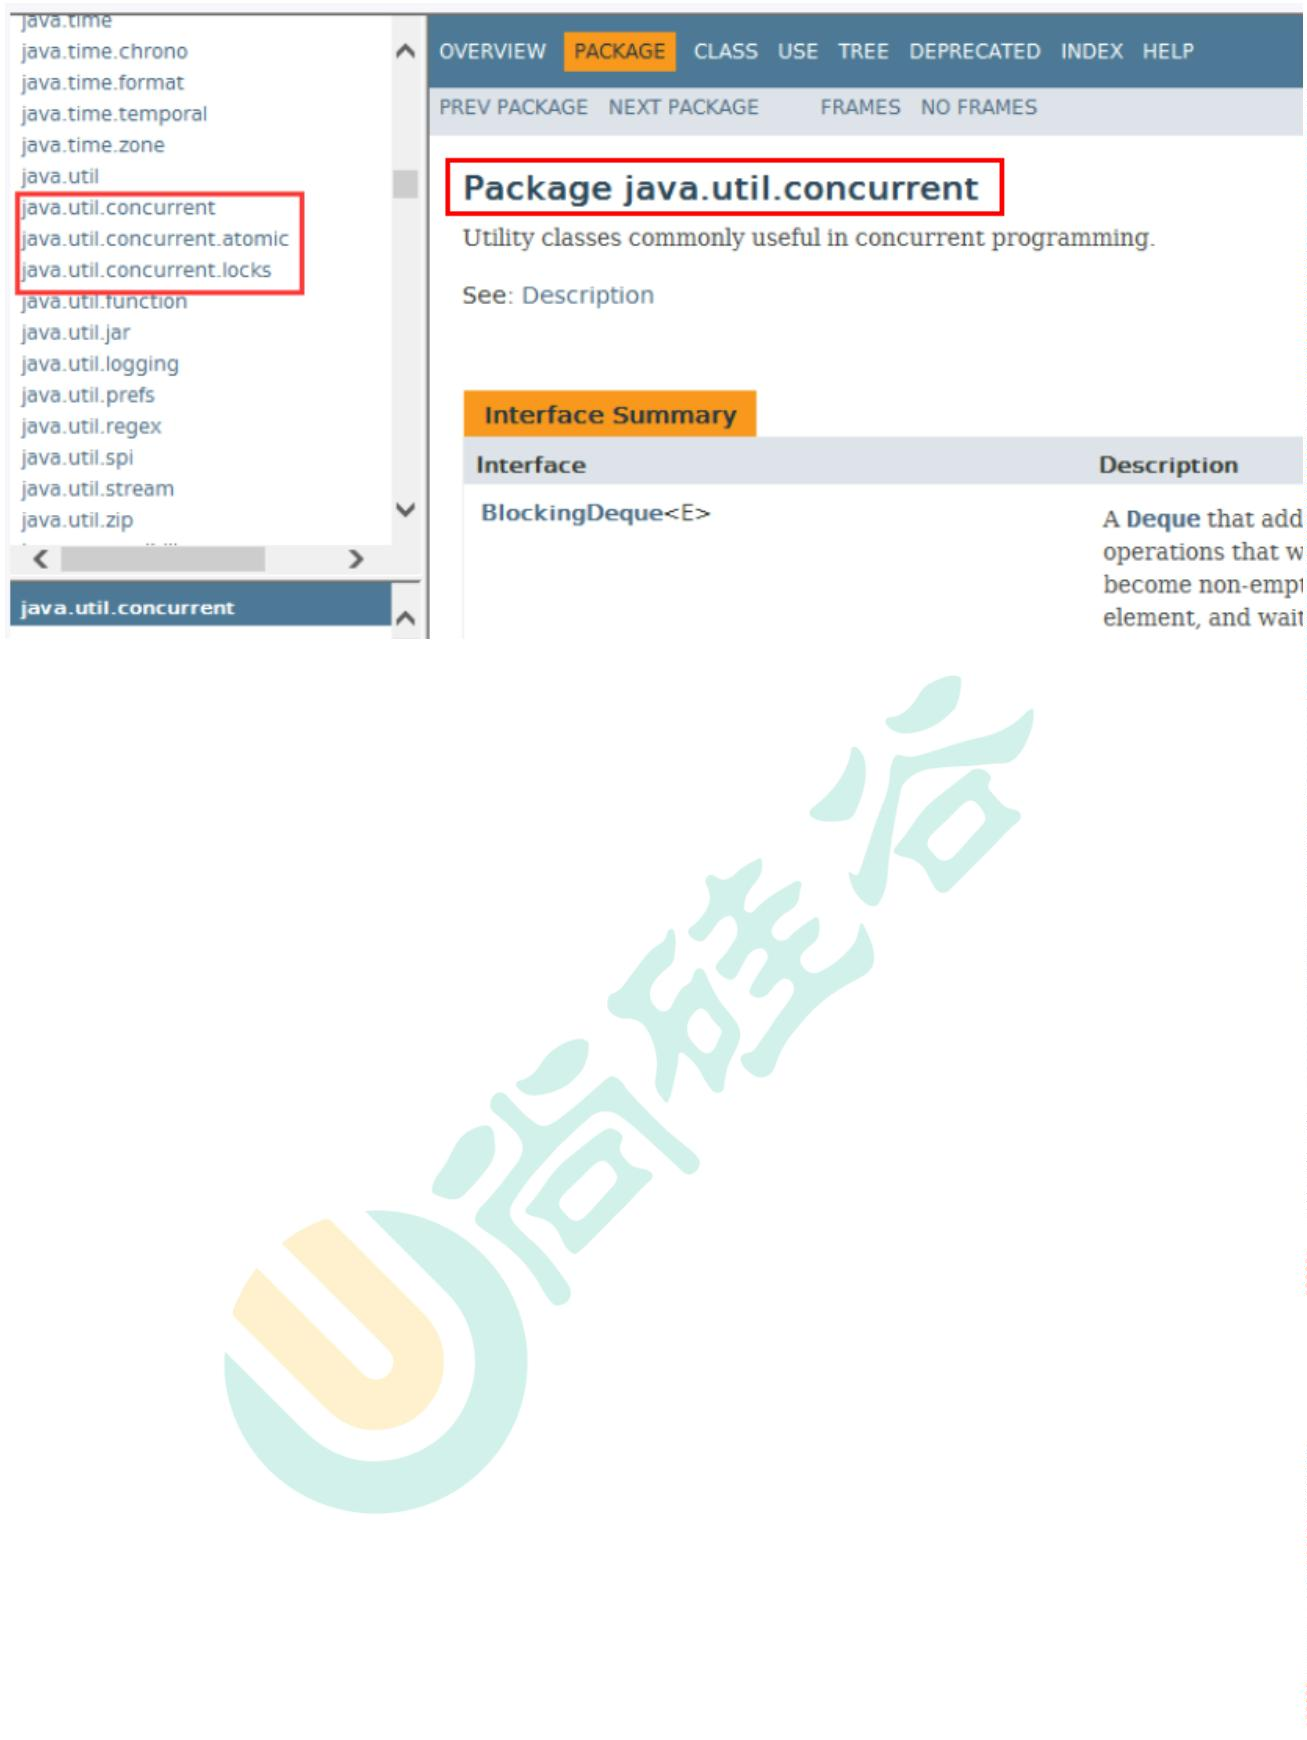 java.time
java.time.chrono
java.time.format
java.time.temporal
java.time.zone
java.util
java.util.concurrent
java.util.concurrent.atomic
java.util.concurrent.locks
java.util.function
java.util.jar
java.util.logging
java.util.prefs
java.util.regex
java.util.spi
java.util.stream
java.util.zip
java.util.concurrent
OVERVIEW PACKAGE CLASS USE TREE DEPRECATED INDEX HELP
PREV PACKAGE NEXT PACKAGE FRAMES NO FRAMES
Package java.util.concurrent
Utility classes commonly useful in concurrent programming.
See: Description
Interface Summary
Interface Description
BlockingDeque<E>
A Deque that add
operations that w
become non-empt
element, and wait
尚硅谷